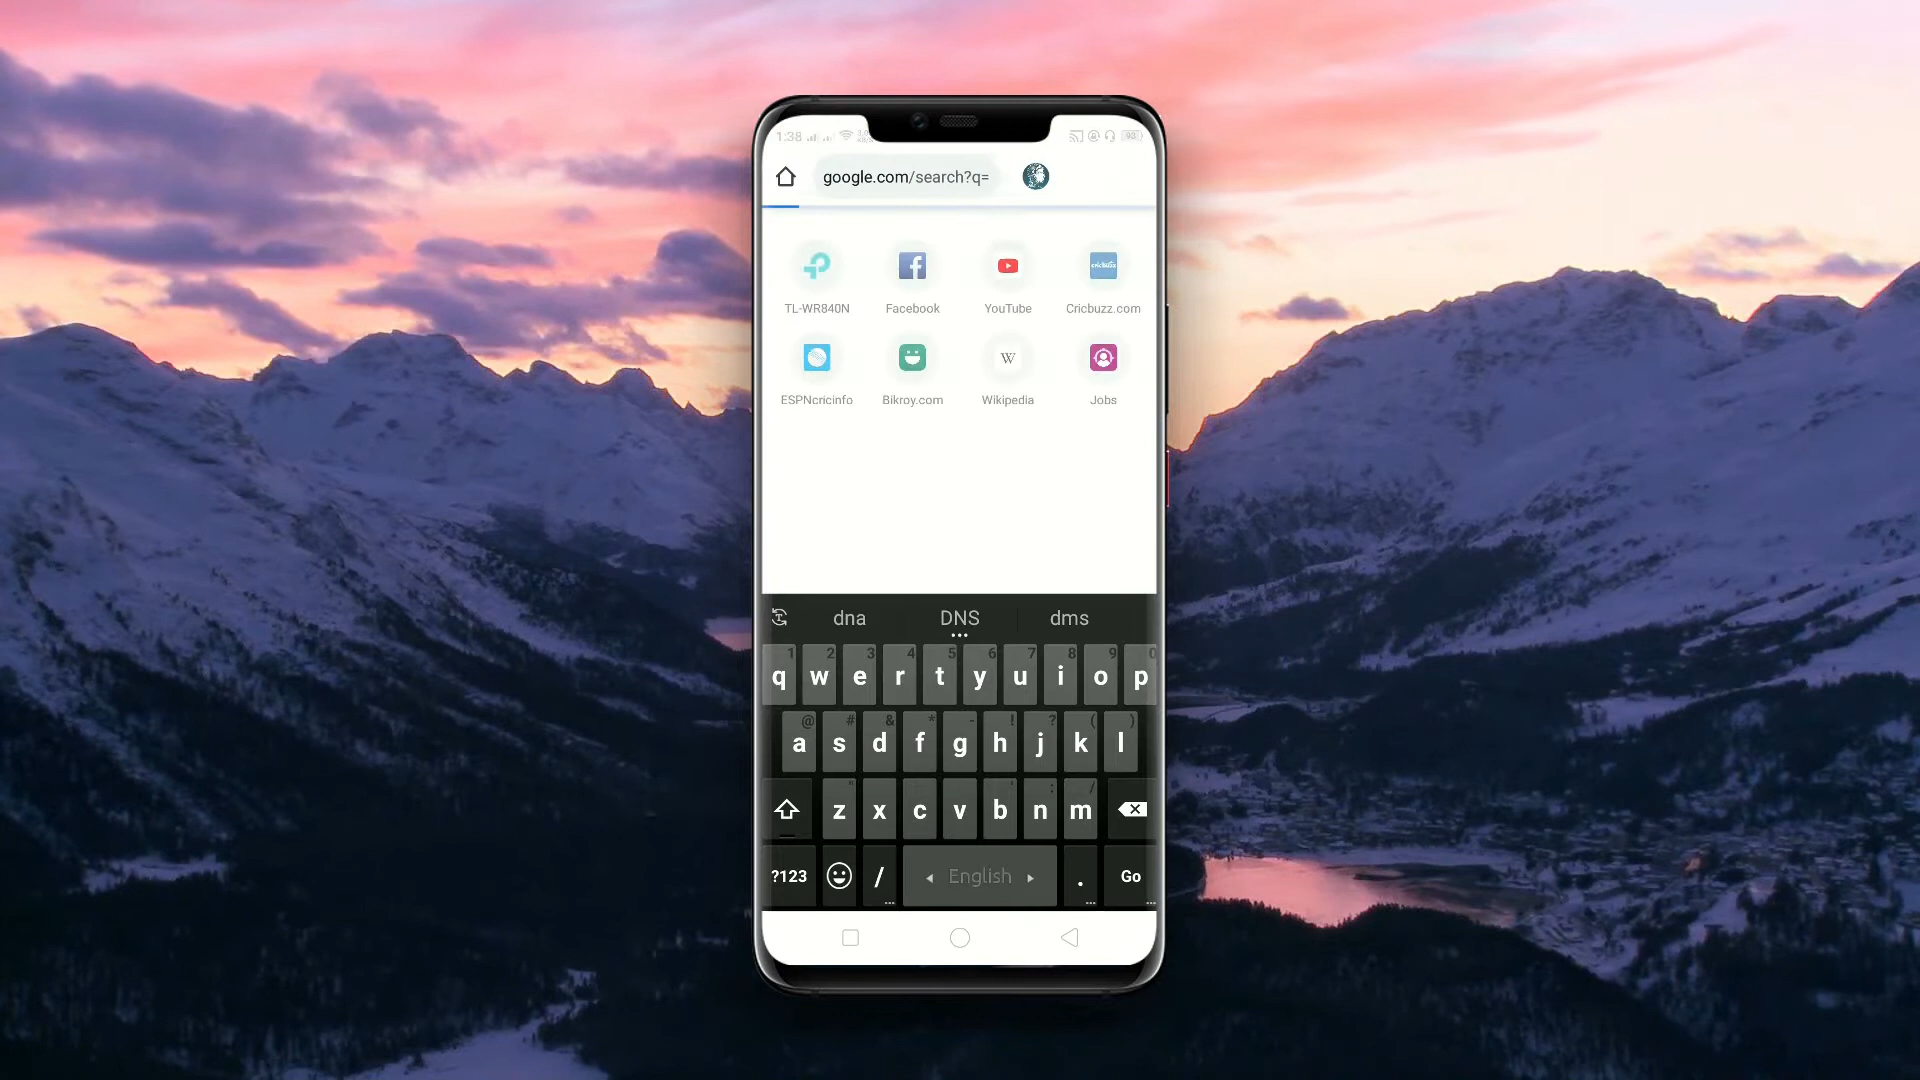 1:38 98
google.com/search?q=
TL-WR840N Facebook YouTube Cricbuzz.com
ESPNcricinfo Bikroy.com Wikipedia Jobs
dna DNS dms
1 2 3 4 5 6 7 8 9 0
q w e r t y u i o p
@ # & * - ! ? ( )
a s d f g h j k l
" ' : /
z x c v b n m
?123 / English . Go